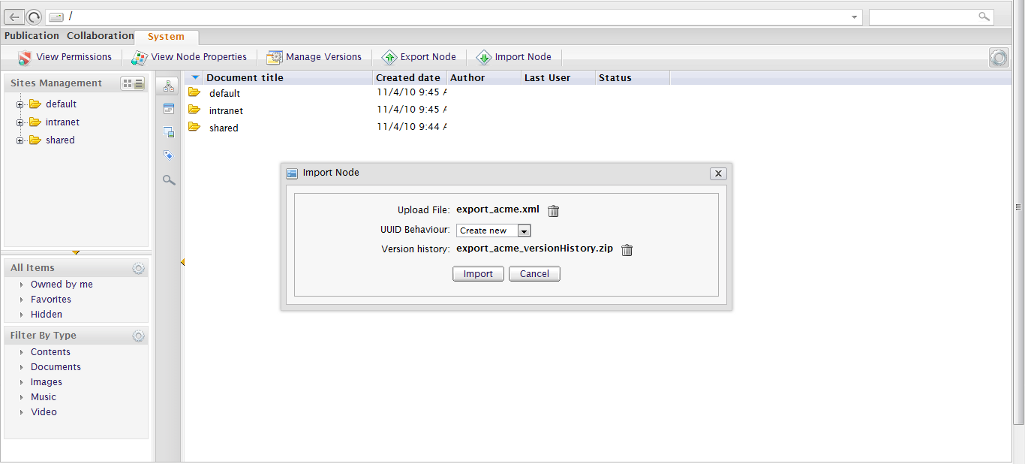 /
Publication Collaboration System
View Permissions View Node Properties Manage Versions Export Node Import Node
Sites Management
default
intranet
shared
All Items
Owned by me
Favorites
Hidden
Filter By Type
Contents
Documents
Images
Music
Video
Document title Created date Author Last User Status
default 11/4/10 9:45 A
intranet 11/4/10 9:45 A
shared 11/4/10 9:44 A
Import Node
Upload File: export_acme.xml
UUID Behaviour: Create new
Version history: export_acme_versionHistory.zip
Import Cancel